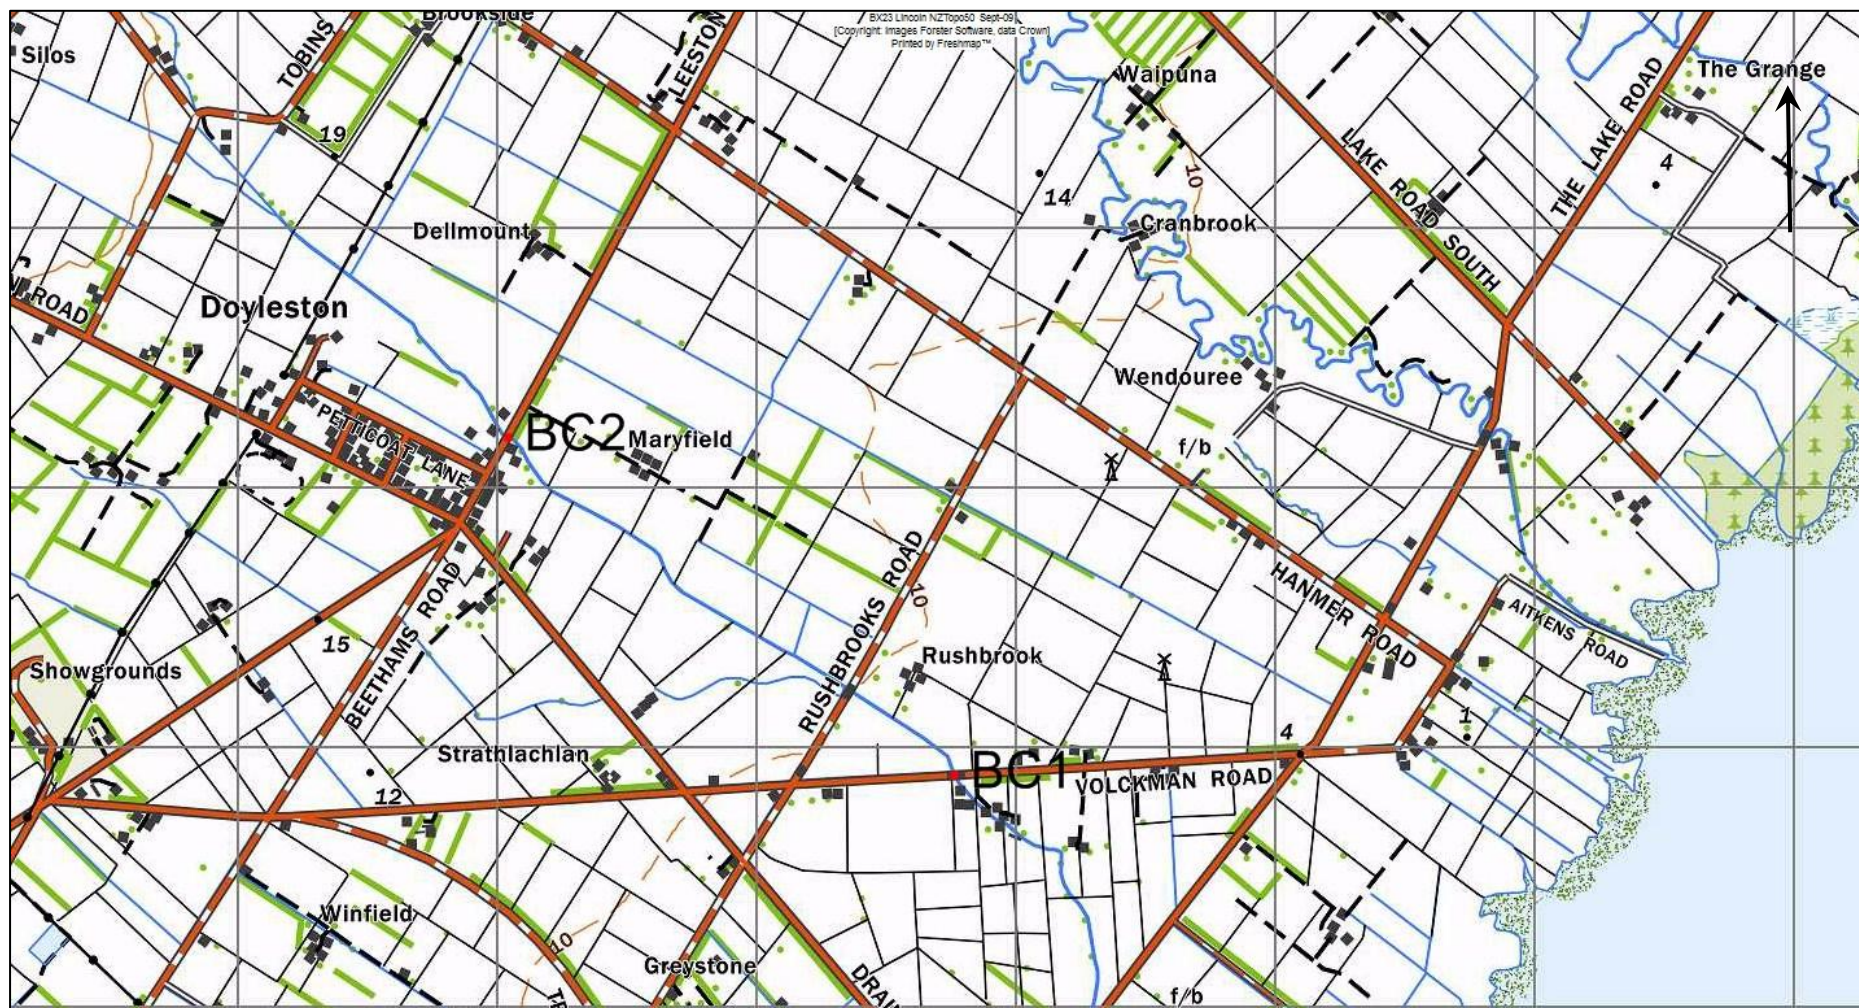 Brookside
BX23 Lincoln NZTopo50 Sept-09
[Copyright: Images Forster Software, data Crown]
Printed by Freshmap™
Silos
TOBINS
LEESTON
Waipuna
The Grange
19
LAKE ROAD SOUTH
THE LAKE ROAD
4
10
14
Dellmount
Cranbrook
ROAD
Doyleston
Wendouree
PETTICOAT LANE
BC2
Maryfield
f/b
15
BEETHAMS ROAD
RUSHBROOKS ROAD
10
HANMER ROAD
AITKENS ROAD
Showgrounds
Rushbrook
1
4
Strathlachlan
BC1
VOLCKMAN ROAD
12
Winfield
10
Greystone
DRAI
f/b